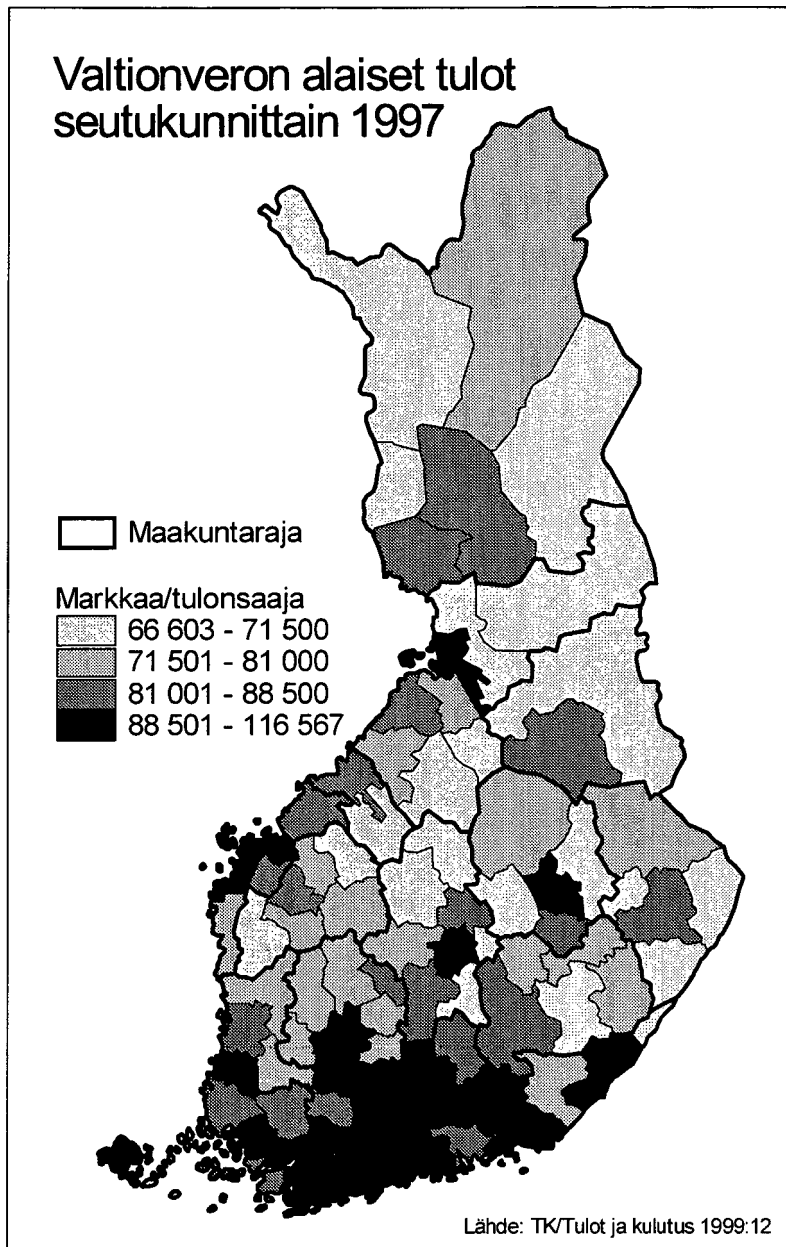 Valtionveron alaiset tulot
seutukunnittain 1997
Maakuntaraja
Markkaa/tulonsaaja
66 603 - 71 500
71 501 - 81 000
81 001 - 88 500
88 501 - 116 567
Lähde: TK/Tulot ja kulutus 1999:12